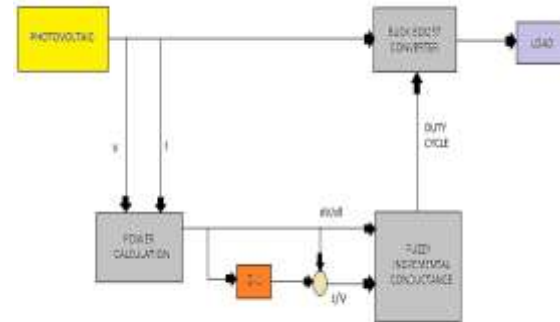 PHOTOVOLTAIC
BUCK BOOST
CONVERTER
LOAD
V
I
DUTY
CYCLE
POWER
CALCULATION
FUZZY
INCREMENTAL
CONDUCTANCE
I/V